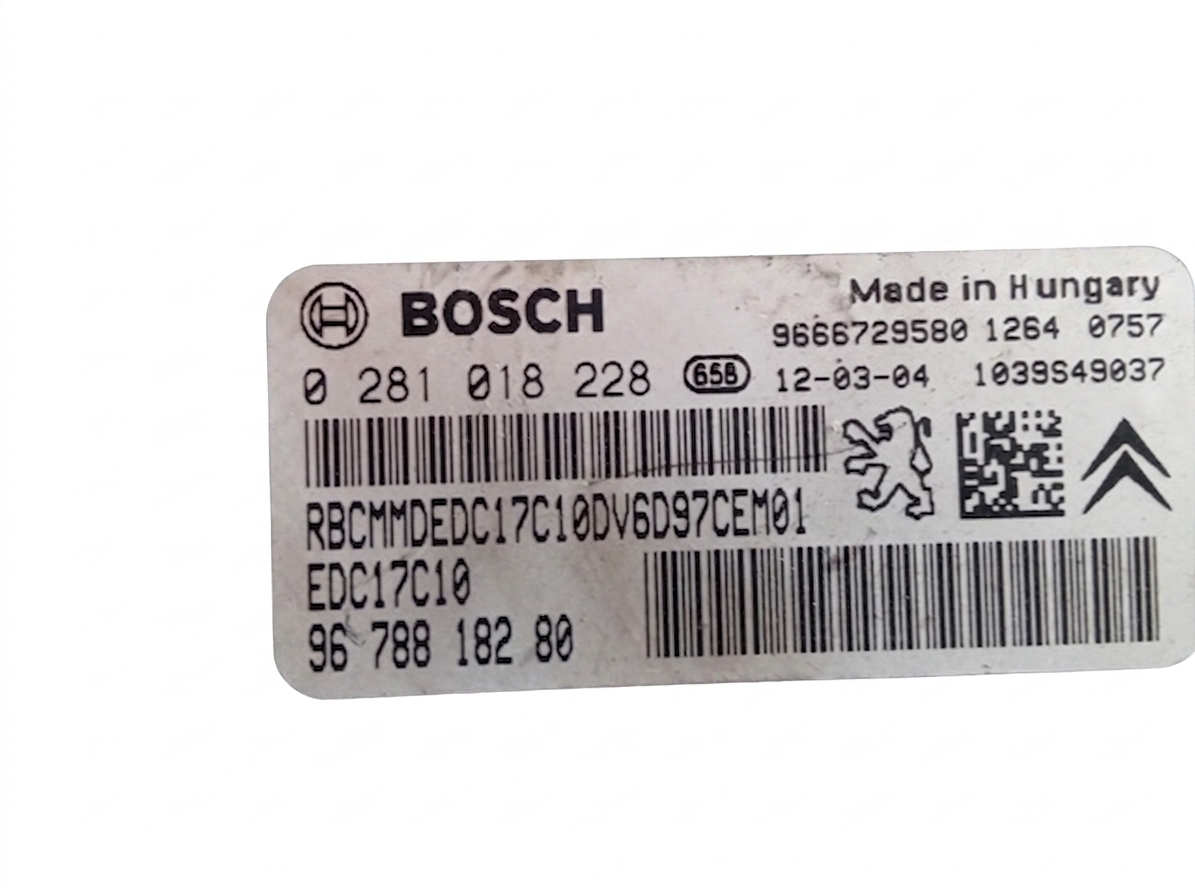 BOSCH
Made in Hungary
9666729580 1264 0757
0 281 018 228 65B 12-03-04 1039S49037
RBCMMDEDC17C10DV6D97CEM01
EDC17C10
96 788 182 80